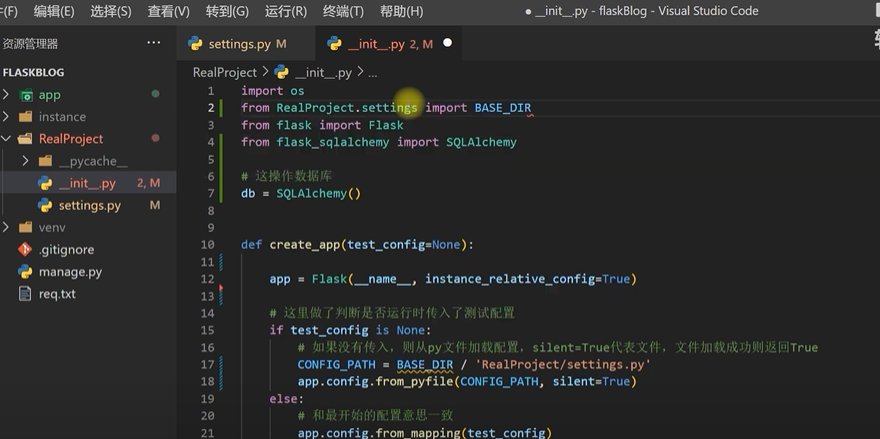 编辑(E) 选择(S) 查看(V) 转到(G) 运行(R) 终端(T) 帮助(H) ● __init__.py - flaskBlog - Visual Studio Code
资源管理器 ··· settings.py M __init__.py 2, M ●
FLASKBLOG RealProject > __init__.py > ...
app
instance
RealProject
__pycache__
__init__.py 2, M
settings.py M
venv
.gitignore
manage.py
req.txt
1 import os
2 from RealProject.settings import BASE_DIR
3 from flask import Flask
4 from flask_sqlalchemy import SQLAlchemy
5
6 # 这操作数据库
7 db = SQLAlchemy()
8
9
10 def create_app(test_config=None):
11
12 app = Flask(__name__, instance_relative_config=True)
13
14 # 这里做了判断是否运行时传入了测试配置
15 if test_config is None:
16 # 如果没有传入，则从py文件加载配置，silent=True代表文件，文件加载成功则返回True
17 CONFIG_PATH = BASE_DIR / 'RealProject/settings.py'
18 app.config.from_pyfile(CONFIG_PATH, silent=True)
19 else:
20 # 和最开始的配置意思一致
21 app.config.from_mapping(test_config)